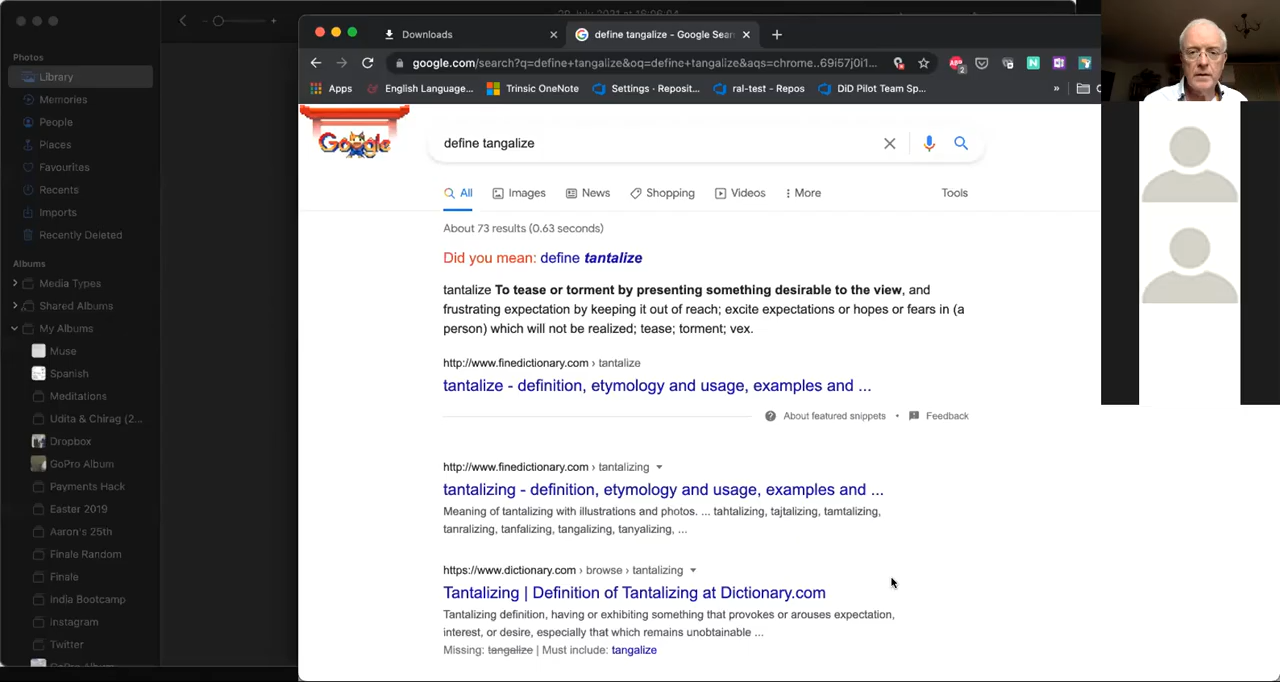 29 July 2021 at 16:06:04
Photos
Library
Memories
People
Places
Favourites
Recents
Imports
Recently Deleted
Albums
Media Types
Shared Albums
My Albums
Muse
Spanish
Meditations
Udita & Chirag (2...
Dropbox
GoPro Album
Payments Hack
Easter 2019
Aaron's 25th
Finale Random
Finale
India Bootcamp
Instagram
Twitter
GoPro Album
Downloads
define tangalize - Google Sear
google.com/search?q=define+tangalize&oq=define+tangalize&aqs=chrome..69i57j0i1...
Apps
English Language...
Trinsic OneNote
Settings · Reposit...
ral-test - Repos
DiD Pilot Team Sp...
»
Google
define tangalize
All
Images
News
Shopping
Videos
More
Tools
About 73 results (0.63 seconds)
Did you mean: define tantalize
tantalize To tease or torment by presenting something desirable to the view, and
frustrating expectation by keeping it out of reach; excite expectations or hopes or fears in (a
person) which will not be realized; tease; torment; vex.
http://www.finedictionary.com › tantalize
tantalize - definition, etymology and usage, examples and ...
About featured snippets • Feedback
http://www.finedictionary.com › tantalizing
tantalizing - definition, etymology and usage, examples and ...
Meaning of tantalizing with illustrations and photos. ... tahtalizing, tajtalizing, tamtalizing,
tanralizing, tanfalizing, tangalizing, tanyalizing, ...
https://www.dictionary.com › browse › tantalizing
Tantalizing | Definition of Tantalizing at Dictionary.com
Tantalizing definition, having or exhibiting something that provokes or arouses expectation,
interest, or desire, especially that which remains unobtainable ...
Missing: tangalize | Must include: tangalize